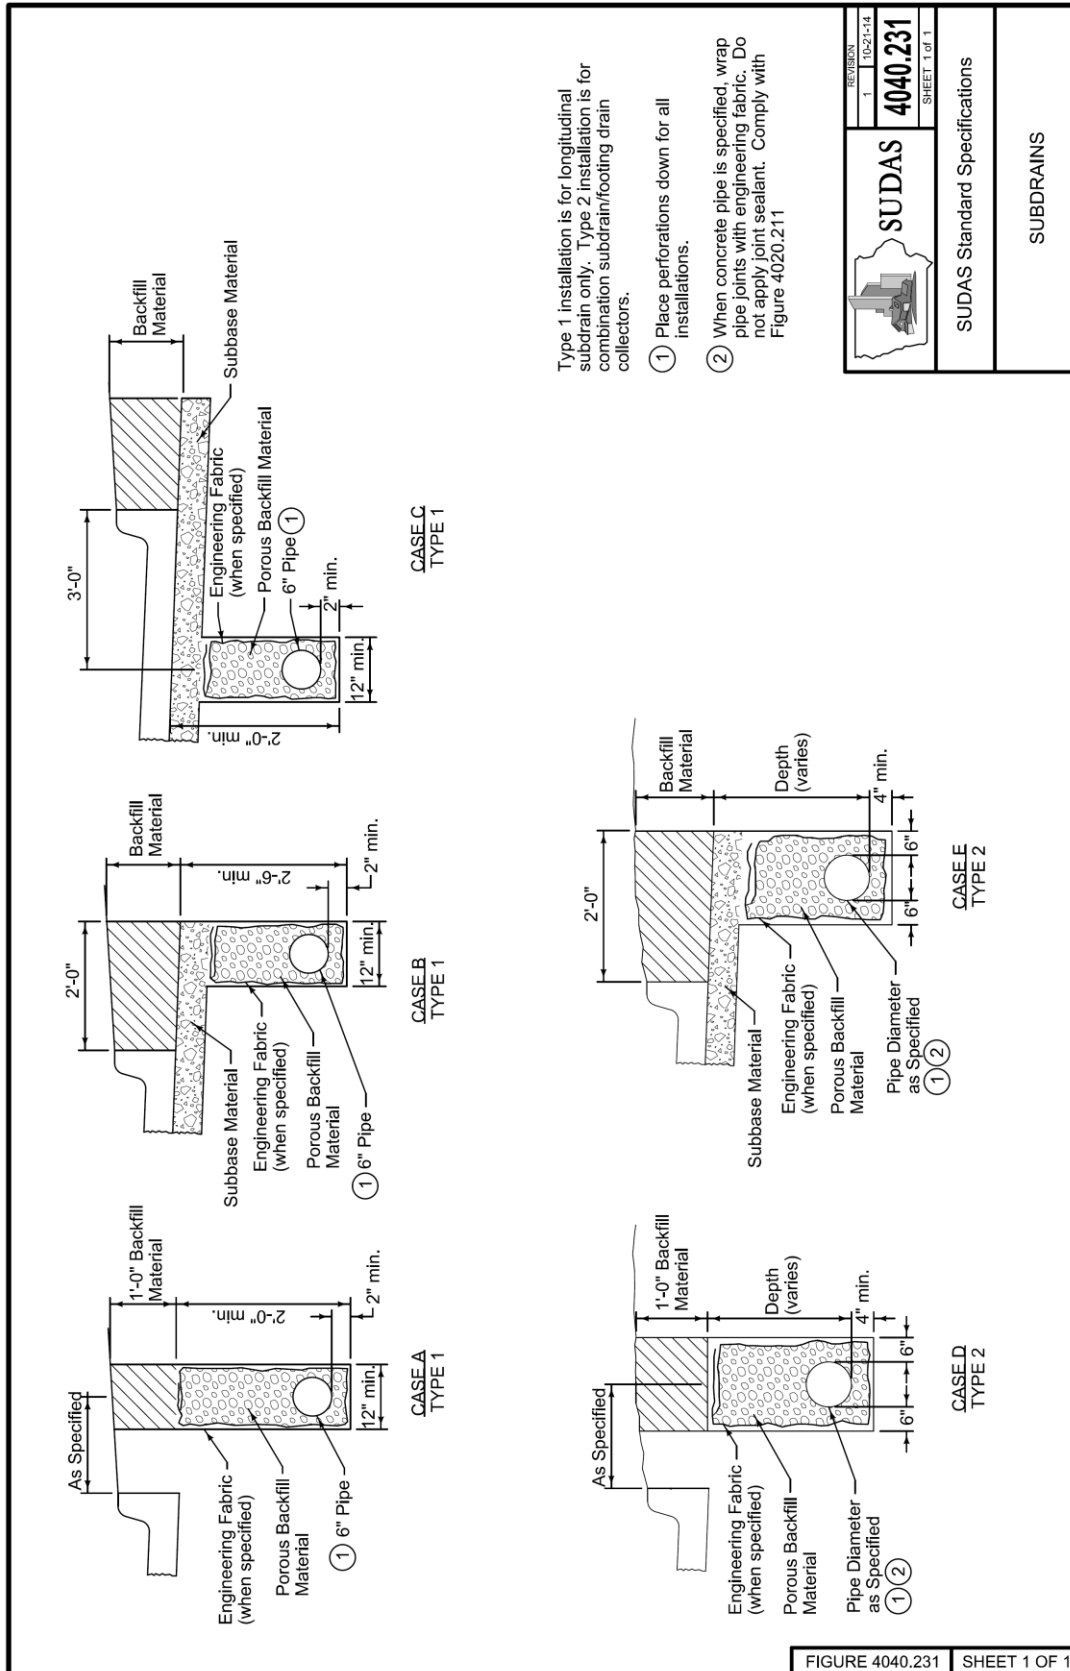 As Specified
1'-0" Backfill
Material
2'-0" min.
2" min.
12" min.
Engineering Fabric
(when specified)
Porous Backfill
Material
① 6" Pipe
CASE A
TYPE 1
2'-0"
Backfill
Material
2'-6" min.
2" min.
12" min.
Subbase Material
Engineering Fabric
(when specified)
Porous Backfill
Material
① 6" Pipe
CASE B
TYPE 1
3'-0"
Backfill
Material
Subbase Material
Engineering Fabric
(when specified)
Porous Backfill Material
6" Pipe ①
2" min.
12" min.
2'-0" min.
CASE C
TYPE 1
As Specified
1'-0" Backfill
Material
Depth
(varies)
4" min.
6"
6"
Engineering Fabric
(when specified)
Porous Backfill
Material
Pipe Diameter
as Specified
① ②
CASE D
TYPE 2
2'-0"
Backfill
Material
Depth
(varies)
4" min.
6"
6"
Subbase Material
Engineering Fabric
(when specified)
Porous Backfill
Material
Pipe Diameter
as Specified
① ②
CASE E
TYPE 2
Type 1 installation is for longitudinal
subdrain only. Type 2 installation is for
combination subdrain/footing drain
collectors.
① Place perforations down for all
installations.
② When concrete pipe is specified, wrap
pipe joints with engineering fabric. Do
not apply joint sealant. Comply with
Figure 4020.211
SUDAS
REVISION
1 10-21-14
4040.231
SHEET 1 of 1
SUDAS Standard Specifications
SUBDRAINS
FIGURE 4040.231 SHEET 1 OF 1